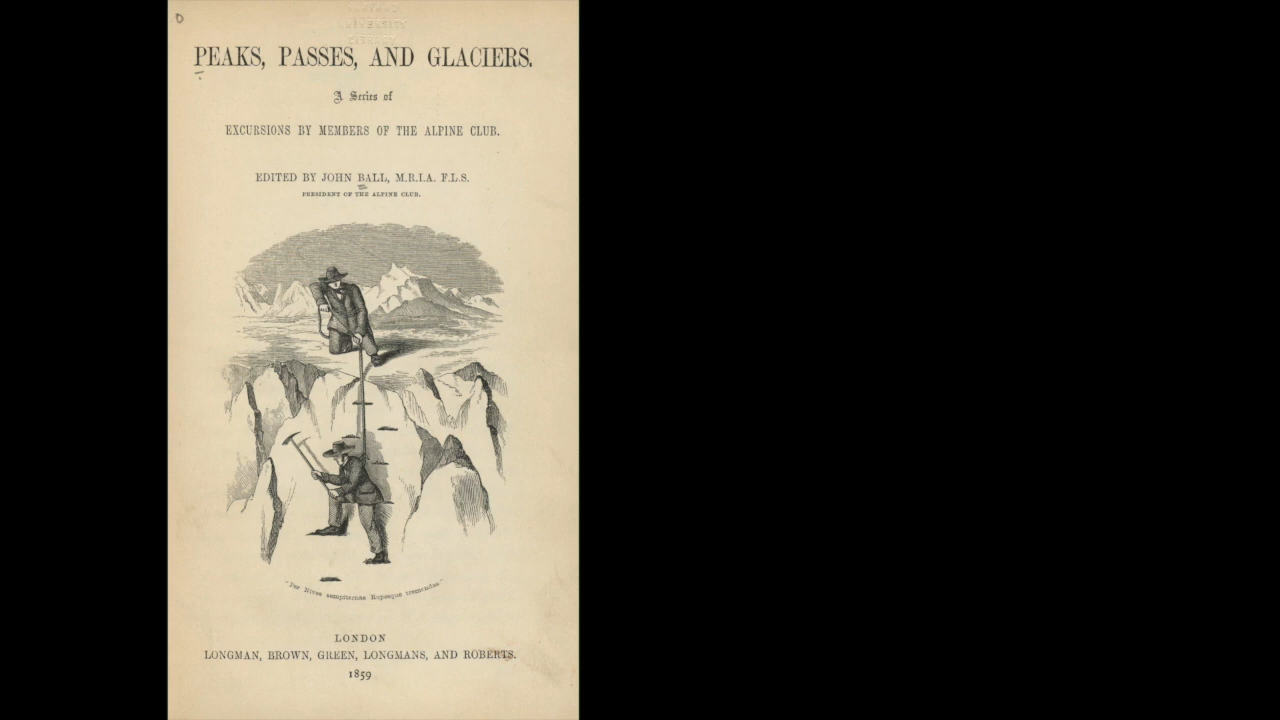 PEAKS, PASSES, AND GLACIERS.
A Series of
EXCURSIONS BY MEMBERS OF THE ALPINE CLUB.
EDITED BY JOHN BALL, M.R.I.A. F.L.S.
PRESIDENT OF THE ALPINE CLUB.
"Per Nives sempiternas Rupesque tremendas."
LONDON
LONGMAN, BROWN, GREEN, LONGMANS, AND ROBERTS.
1859